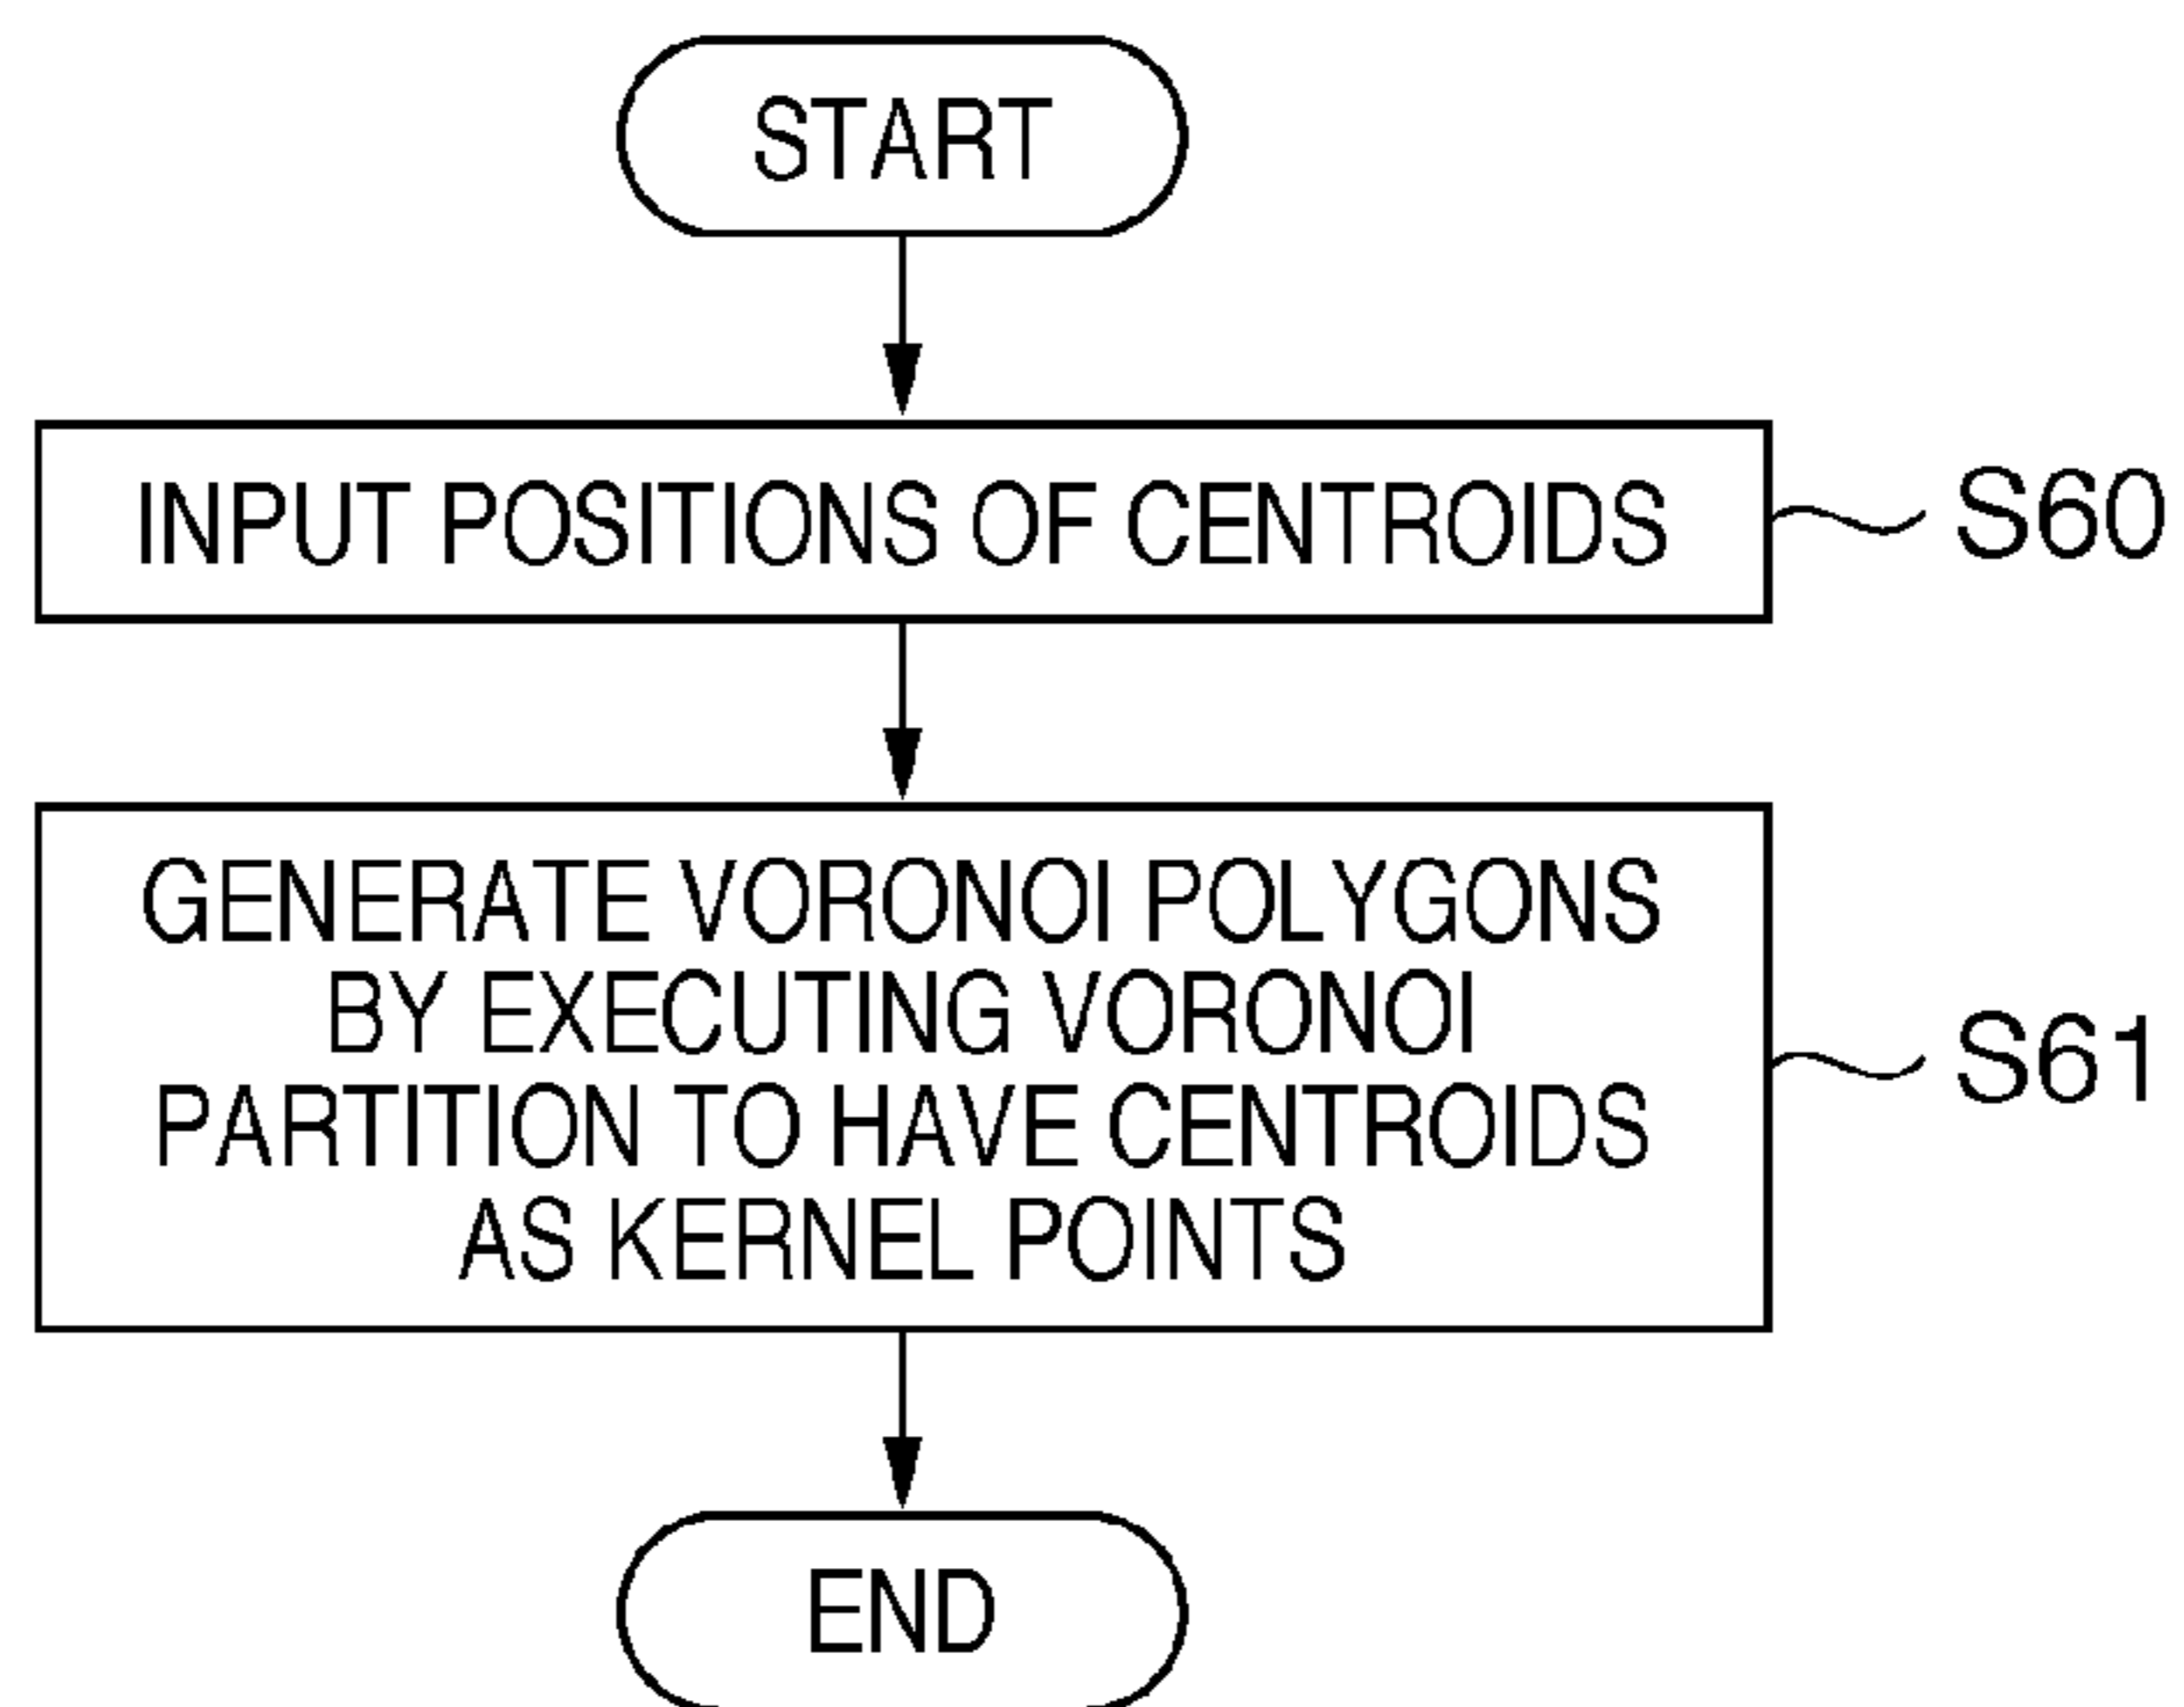 START
INPUT POSITIONS OF CENTROIDS
S60
GENERATE VORONOI POLYGONS
BY EXECUTING VORONOI
PARTITION TO HAVE CENTROIDS
AS KERNEL POINTS
S61
END